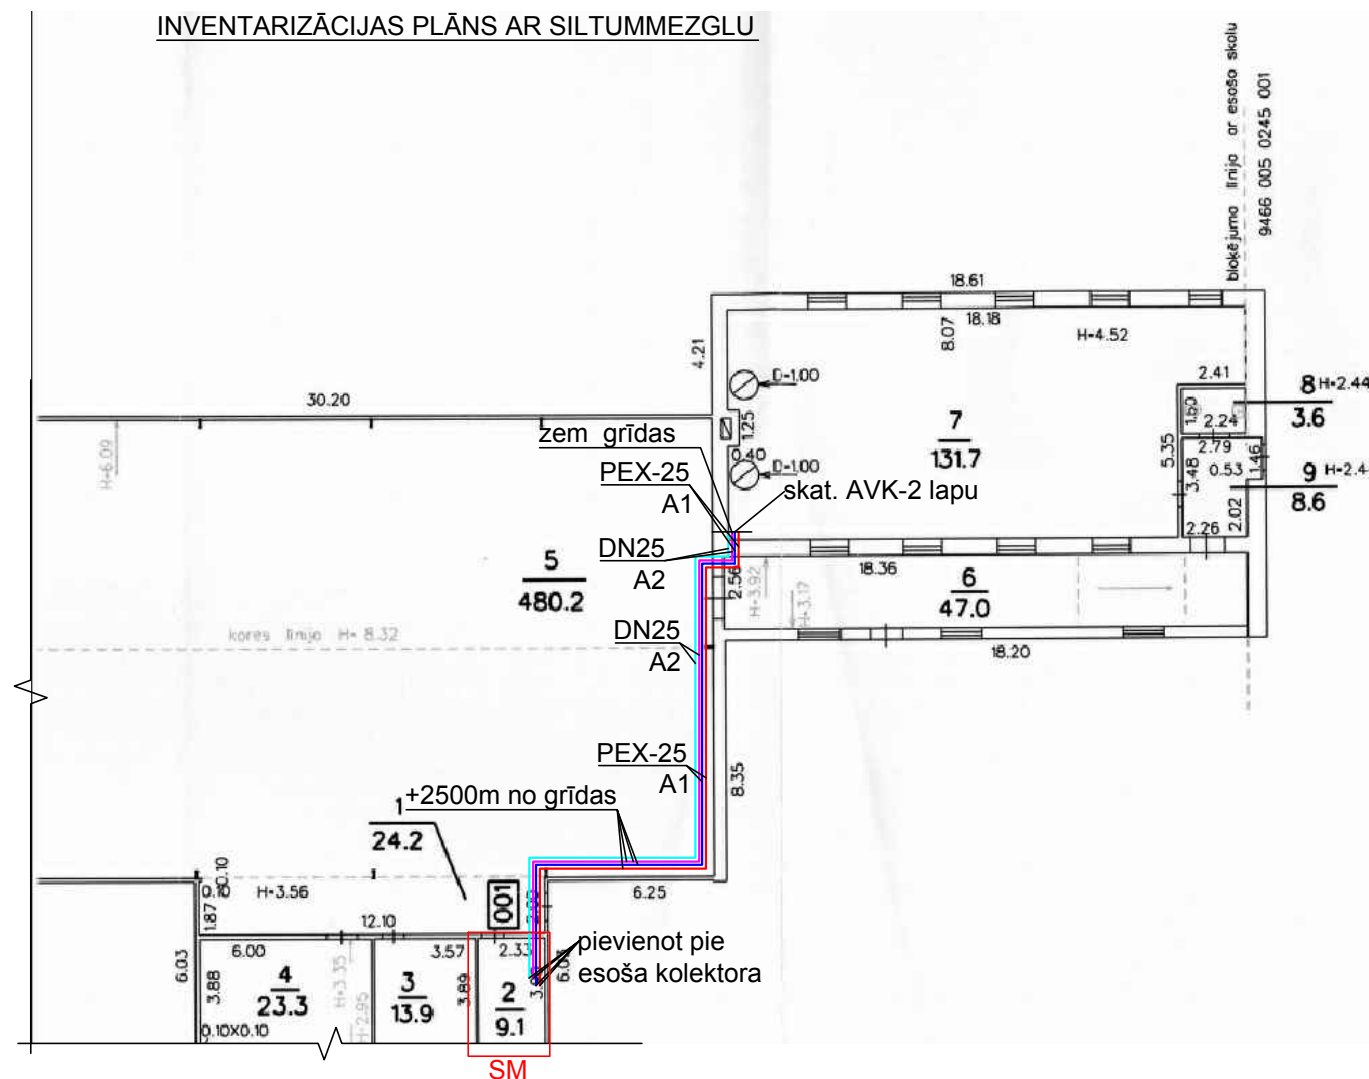 INVENTARIZĀCIJAS PLĀNS AR SILTUMMEZGLU
bloķējuma līnija ar esošo skolu
9466 005 0245 001
18.61
18.18
8.07
H=4.52
4.21
D=1.00
2.41
8 H=2.44
3.6
1.60
2.24
30.20
1.25
zem grīdas
7
131.7
5.35
2.79
1.46
H=6.09
0.40
D=1.00
PEX-25
A1
skat. AVK-2 lapu
3.48
0.53
9 H=2.4
8.6
2.02
2.26
DN25
A2
5
480.2
2.56
H=3.92
18.36
6
47.0
H=3.17
kores līnija H= 8.32
DN25
A2
18.20
PEX-25
A1
8.35
+2500m no grīdas
1
24.2
0.10
0.10
H=3.56
001
6.25
1.87
12.10
6.00
3.57
2.33
pievienot pie
esoša kolektora
6.03
3.88
4
23.3
H=3.35
H=2.95
3
13.9
3.89
2
9.1
0.10X0.10
SM